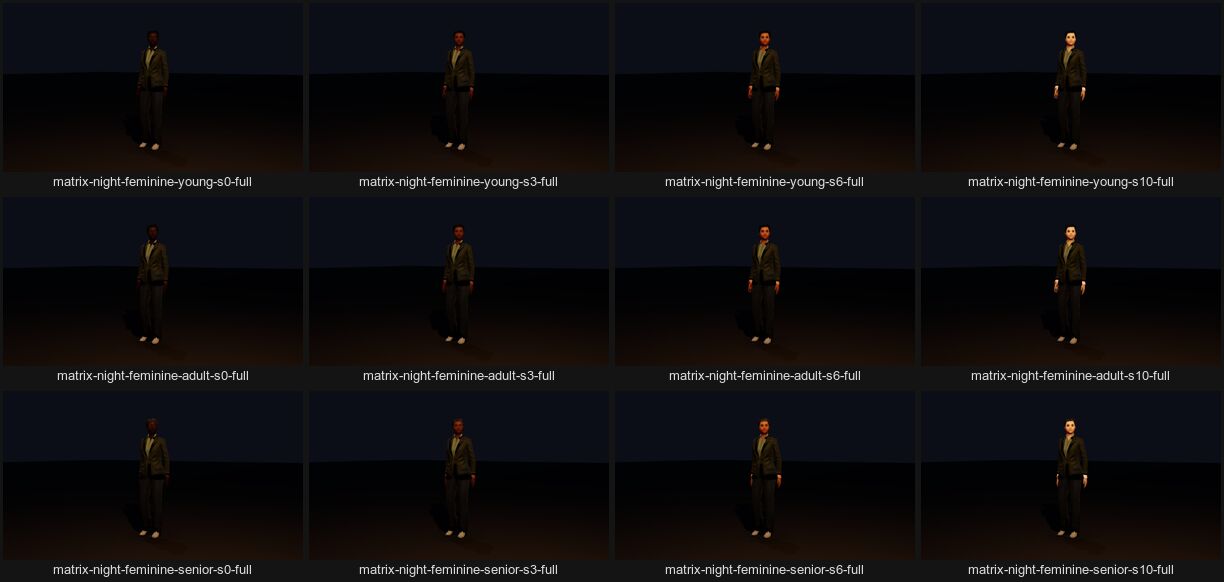 matrix-night-feminine-young-s0-full
matrix-night-feminine-young-s3-full
matrix-night-feminine-young-s6-full
matrix-night-feminine-young-s10-full
matrix-night-feminine-adult-s0-full
matrix-night-feminine-adult-s3-full
matrix-night-feminine-adult-s6-full
matrix-night-feminine-adult-s10-full
matrix-night-feminine-senior-s0-full
matrix-night-feminine-senior-s3-full
matrix-night-feminine-senior-s6-full
matrix-night-feminine-senior-s10-full